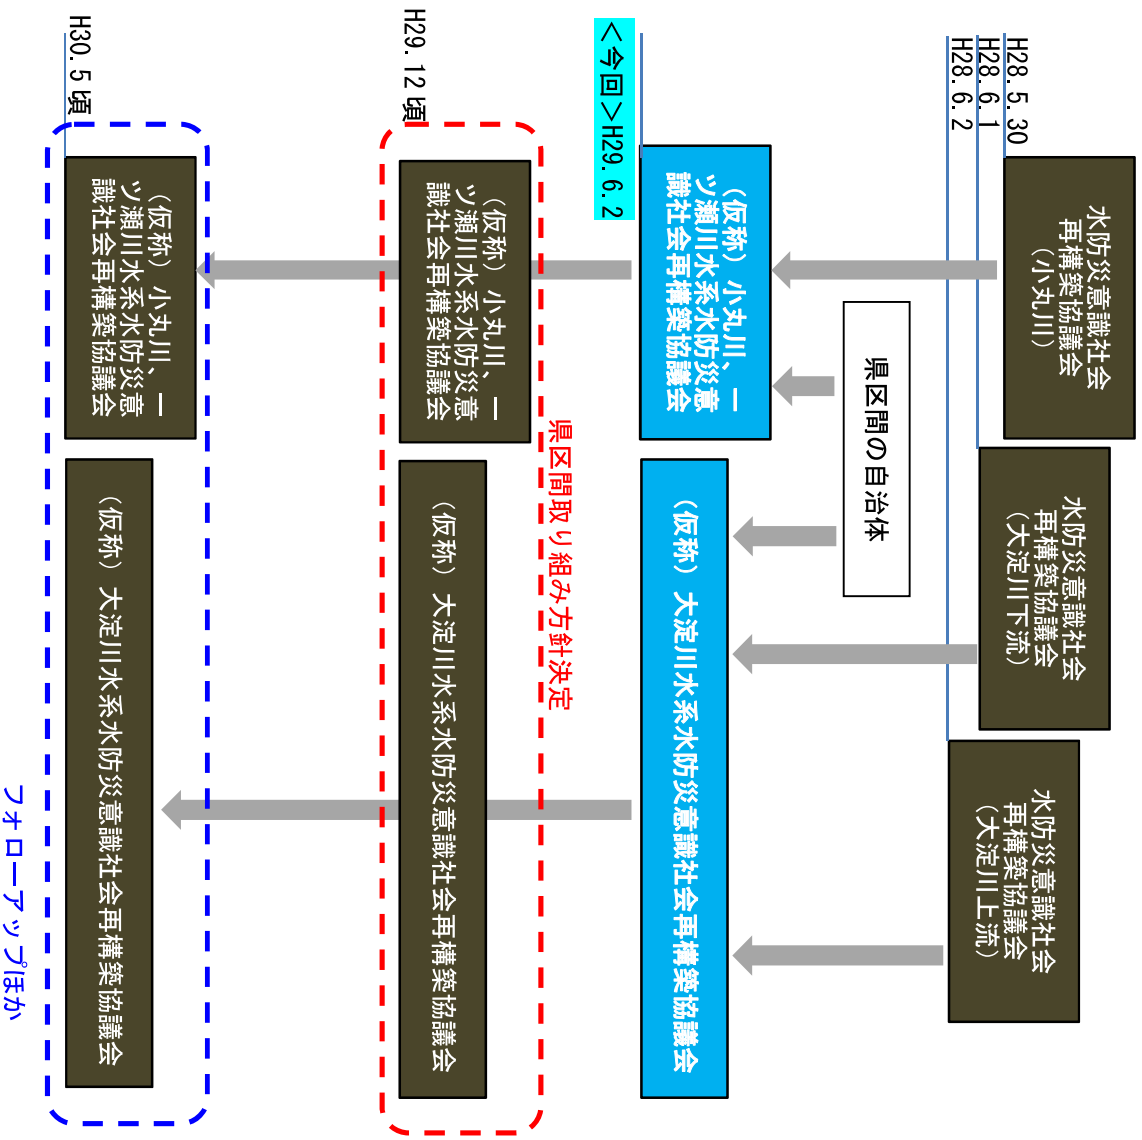 H28.5.30
H28.6.1
H28.6.2
水防災意識社会
再構築協議会
（小丸川）
水防災意識社会
再構築協議会
（大淀川下流）
水防災意識社会
再構築協議会
（大淀川上流）
県区間の自治体
＜今回＞H29.6.2
（仮称）小丸川、一
ツ瀬川水系水防災意
識社会再構築協議会
（仮称）大淀川水系水防災意識社会再構築協議会
県区間取り組み方針決定
H29.12頃
（仮称）小丸川、一
ツ瀬川水系水防災意
識社会再構築協議会
（仮称）大淀川水系水防災意識社会再構築協議会
H30.5頃
（仮称）小丸川、一
ツ瀬川水系水防災意
識社会再構築協議会
（仮称）大淀川水系水防災意識社会再構築協議会
フォローアップほか